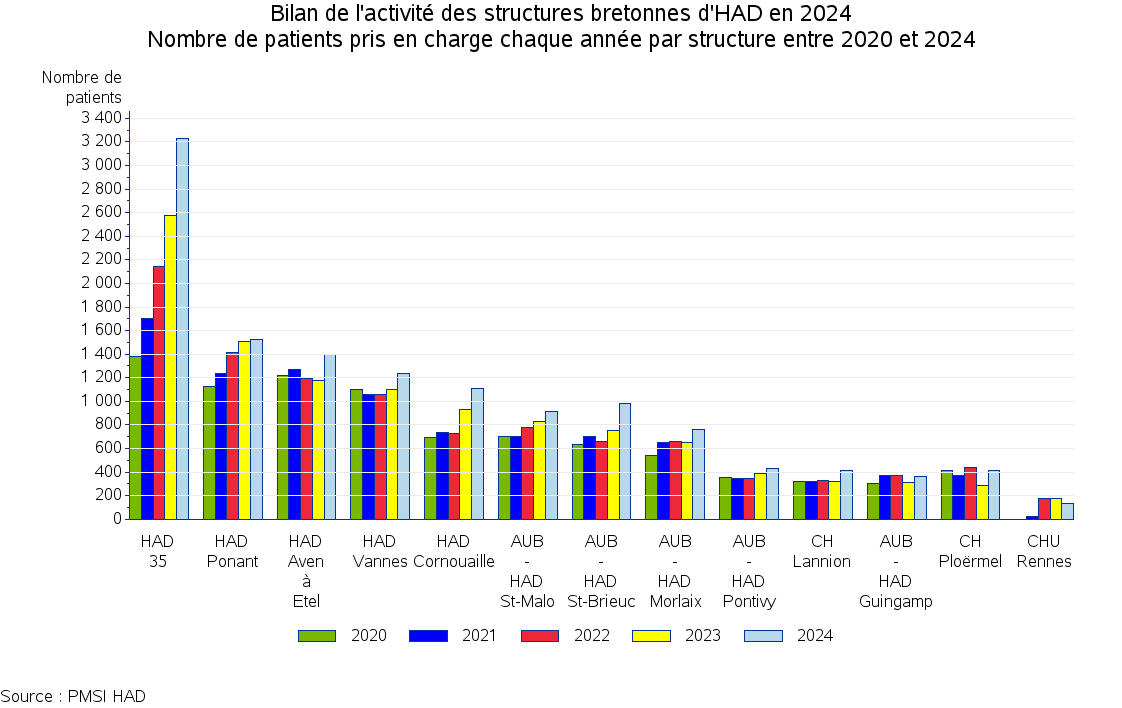 Bilan de l'activité des structures bretonnes d'HAD en 2024
Nombre de patients pris en charge chaque année par structure entre 2020 et 2024
Nombre de
patients
3 400
3 200
3 000
2 800
2 600
2 400
2 200
2 000
1 800
1 600
1 400
1 200
1 000
800
600
400
200
0
HAD
35
HAD
Ponant
HAD
Aven
à
Etel
HAD
Vannes
HAD
Cornouaille
AUB
-
HAD
St-Malo
AUB
-
HAD
St-Brieuc
AUB
-
HAD
Morlaix
AUB
-
HAD
Pontivy
CH
Lannion
AUB
-
HAD
Guingamp
CH
Ploërmel
CHU
Rennes
2020 2021 2022 2023 2024
Source : PMSI HAD